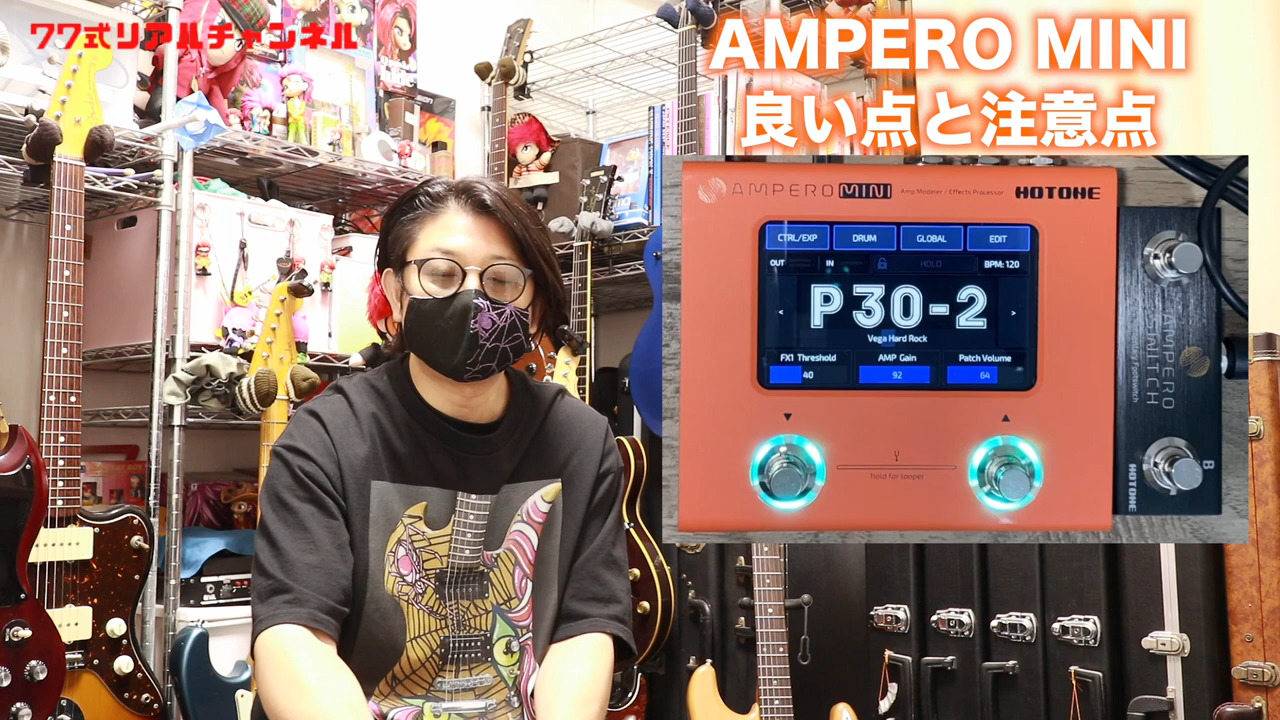 ワワ式リアルチャンネル
AMPERO MINI
良い点と注意点
AMPERO MINI Amp Modeler / Effects Processor HOTONE
CTRL/EXP DRUM GLOBAL EDIT
OUT IN HOLD BPM: 120
< P30-2 >
Vega Hard Rock
FX1 Threshold AMP Gain Patch Volume
40 92 64
hold for looper
AMPERO
SWITCH
Footswitch
B
HOTONE